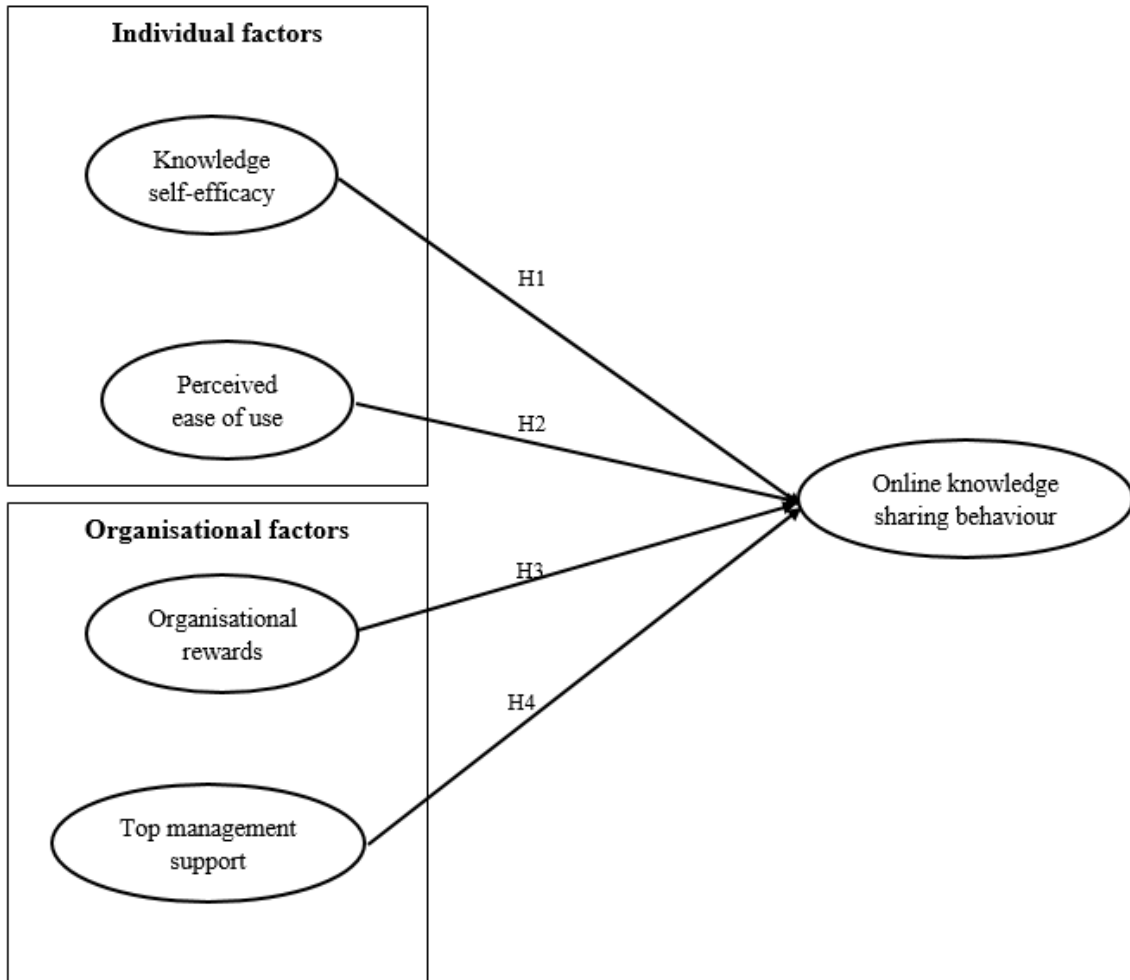 Individual factors
Knowledge
self-efficacy
H1
Perceived
ease of use
H2
Online knowledge
sharing behaviour
Organisational factors
H3
Organisational
rewards
H4
Top management
support